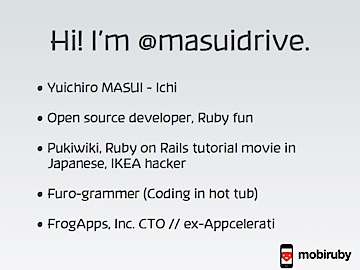 Hi! I'm @masuidrive.
Yuichiro MASUI - Ichi
Open source developer, Ruby fun
Pukiwiki, Ruby on Rails tutorial movie in
Japanese, IKEA hacker
Furo-grammer (Coding in hot tub)
FrogApps, Inc. CTO // ex-Appcelerati
mobiruby